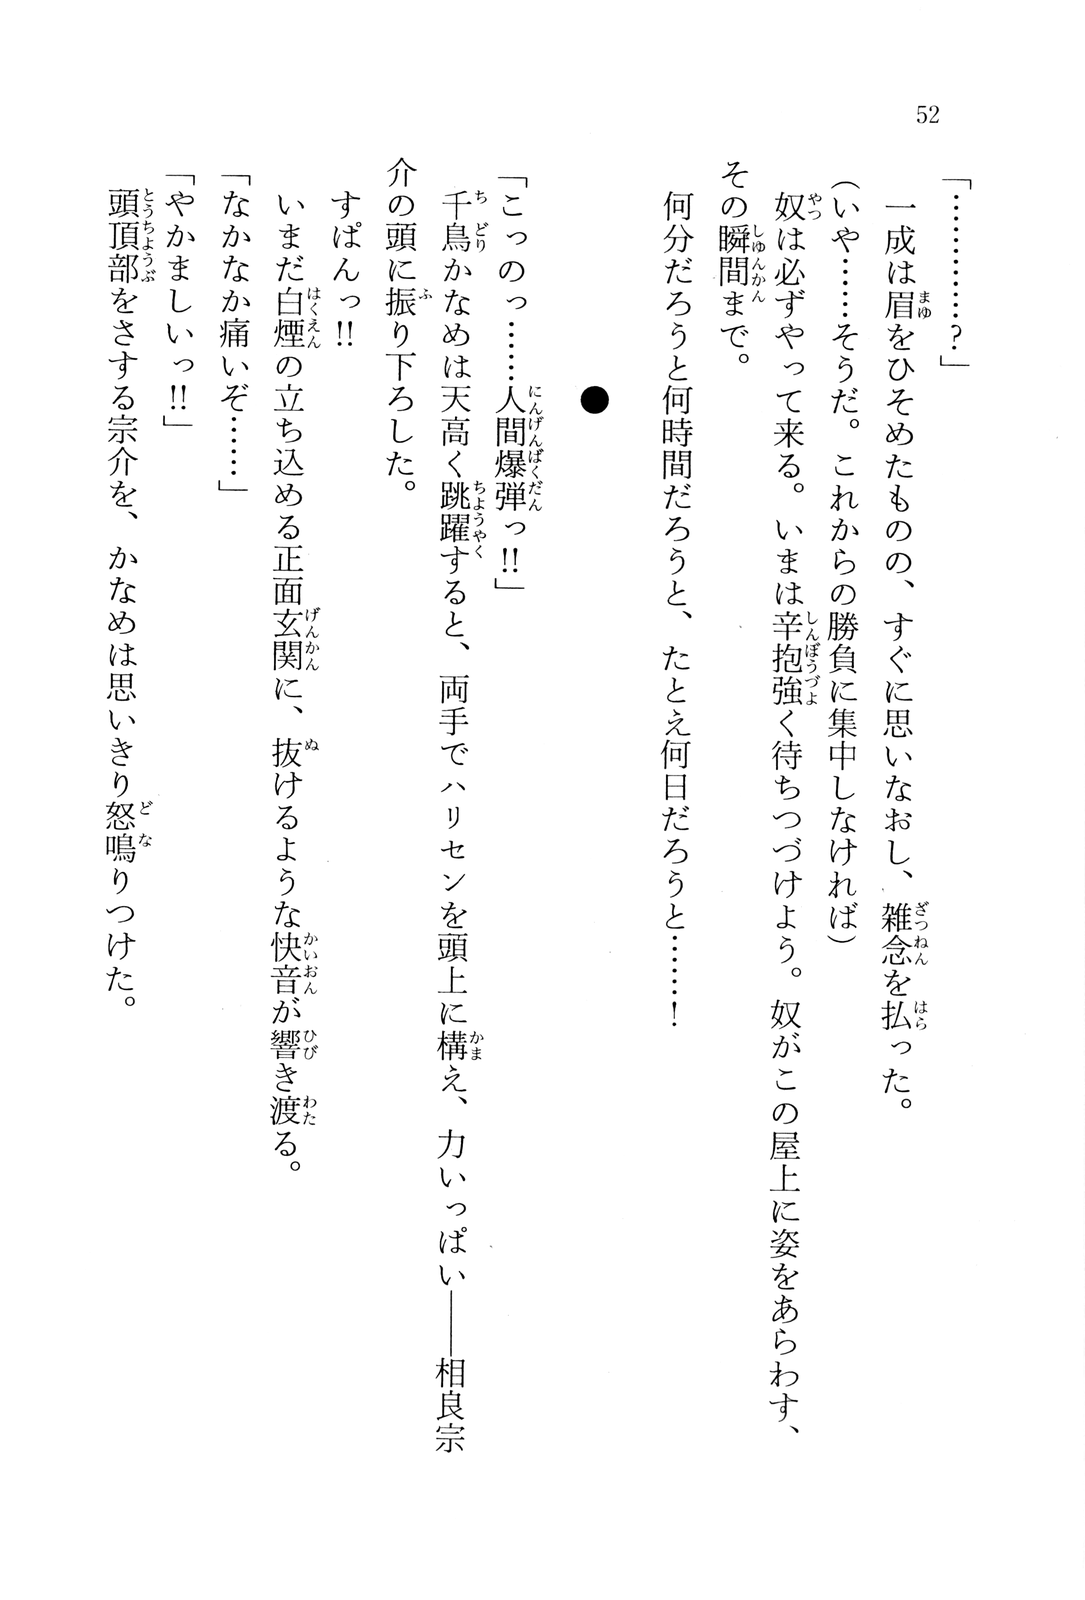 52
「…………?」
一成は眉をひそめたものの、すぐに思いなおし、雑念を払った。
(いや……そうだ。これからの勝負に集中しなければ)
奴は必ずやって来る。いまは辛抱強く待ちつづけよう。奴がこの屋上に姿をあらわす、
その瞬間まで。
何分だろうと何時間だろうと、たとえ何日だろうと……!
●
「こっのっ……人間爆弾っ!!」
千鳥かなめは天高く跳躍すると、両手でハリセンを頭上に構え、力いっぱい――相良宗
介の頭に振り下ろした。
すぱんっ!!
いまだ白煙の立ち込める正面玄関に、抜けるような快音が響き渡る。
「なかなか痛いぞ……」
「やかましいっ!!」
頭頂部をさする宗介を、かなめは思いきり怒鳴りつけた。